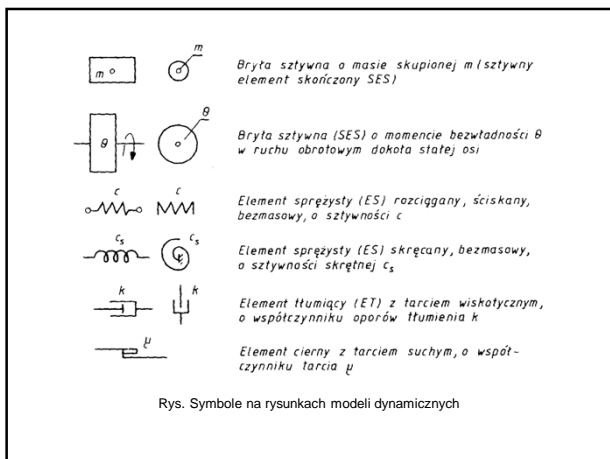 m
m
Bryła sztywna o masie skupionej m (sztywny
element skończony SES)
θ
θ
Bryła sztywna (SES) o momencie bezwładności θ
w ruchu obrotowym dokoła stałej osi
c
c
Element sprężysty (ES) rozciągany, ściskany,
bezmasowy, o sztywności c
cs
cs
Element sprężysty (ES) skręcany, bezmasowy,
o sztywności skrętnej cs
k
k
Element tłumiący (ET) z tarciem wiskotycznym,
o współczynniku oporów tłumienia k
μ
Element cierny z tarciem suchym, o współ-
czynniku tarcia μ
Rys. Symbole na rysunkach modeli dynamicznych